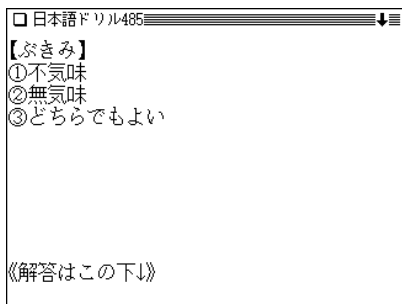 日本語ドリル485
【ぶきみ】
①不気味
②無気味
③どちらでもよい
《解答はこの下↓》